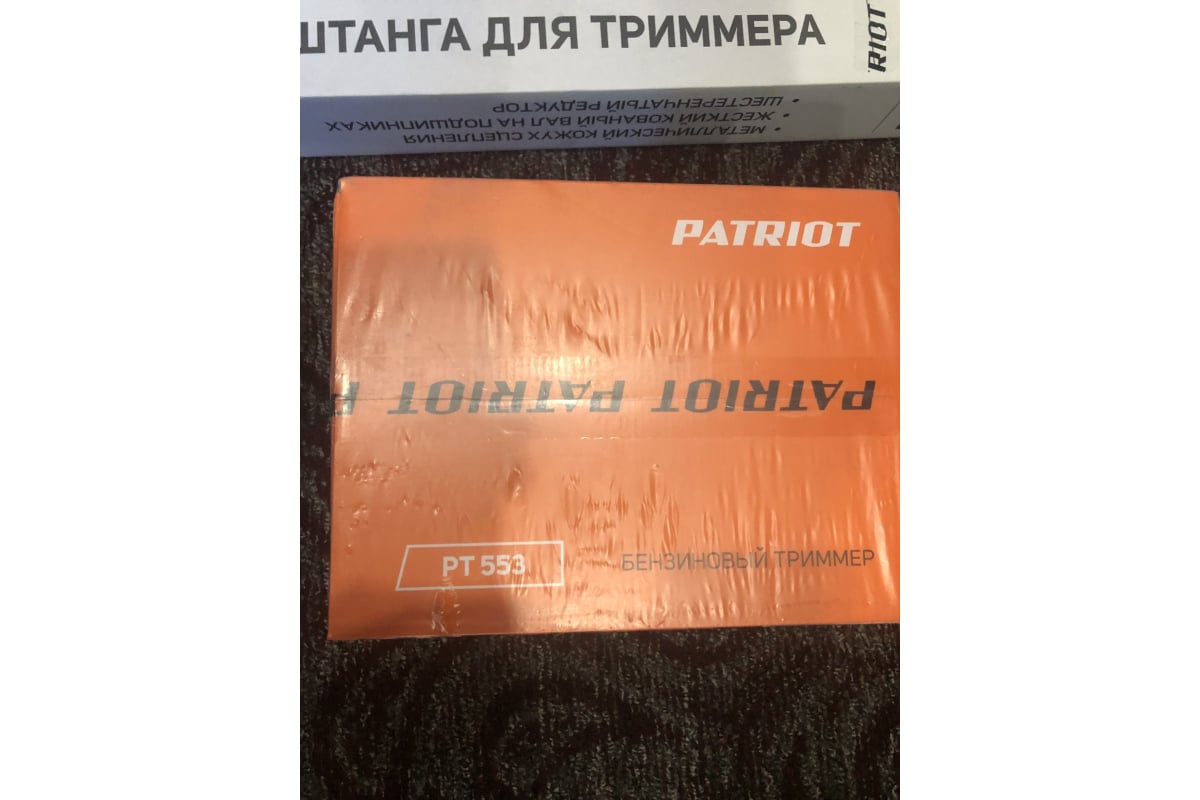 ШТАНГА ДЛЯ ТРИММЕРА
RIOT
• МЕТАЛЛИЧЕСКИЙ КОЖУХ СЦЕПЛЕНИЯ
• ЖЕСТКИЙ КОВАНЫЙ ВАЛ НА ПОДШИПНИКАХ
• ШЕСТЕРЕНЧАТЫЙ РЕДУКТОР
PATRIOT
PATRIOT PATRIOT P
PT 553
БЕНЗИНОВЫЙ ТРИММЕР